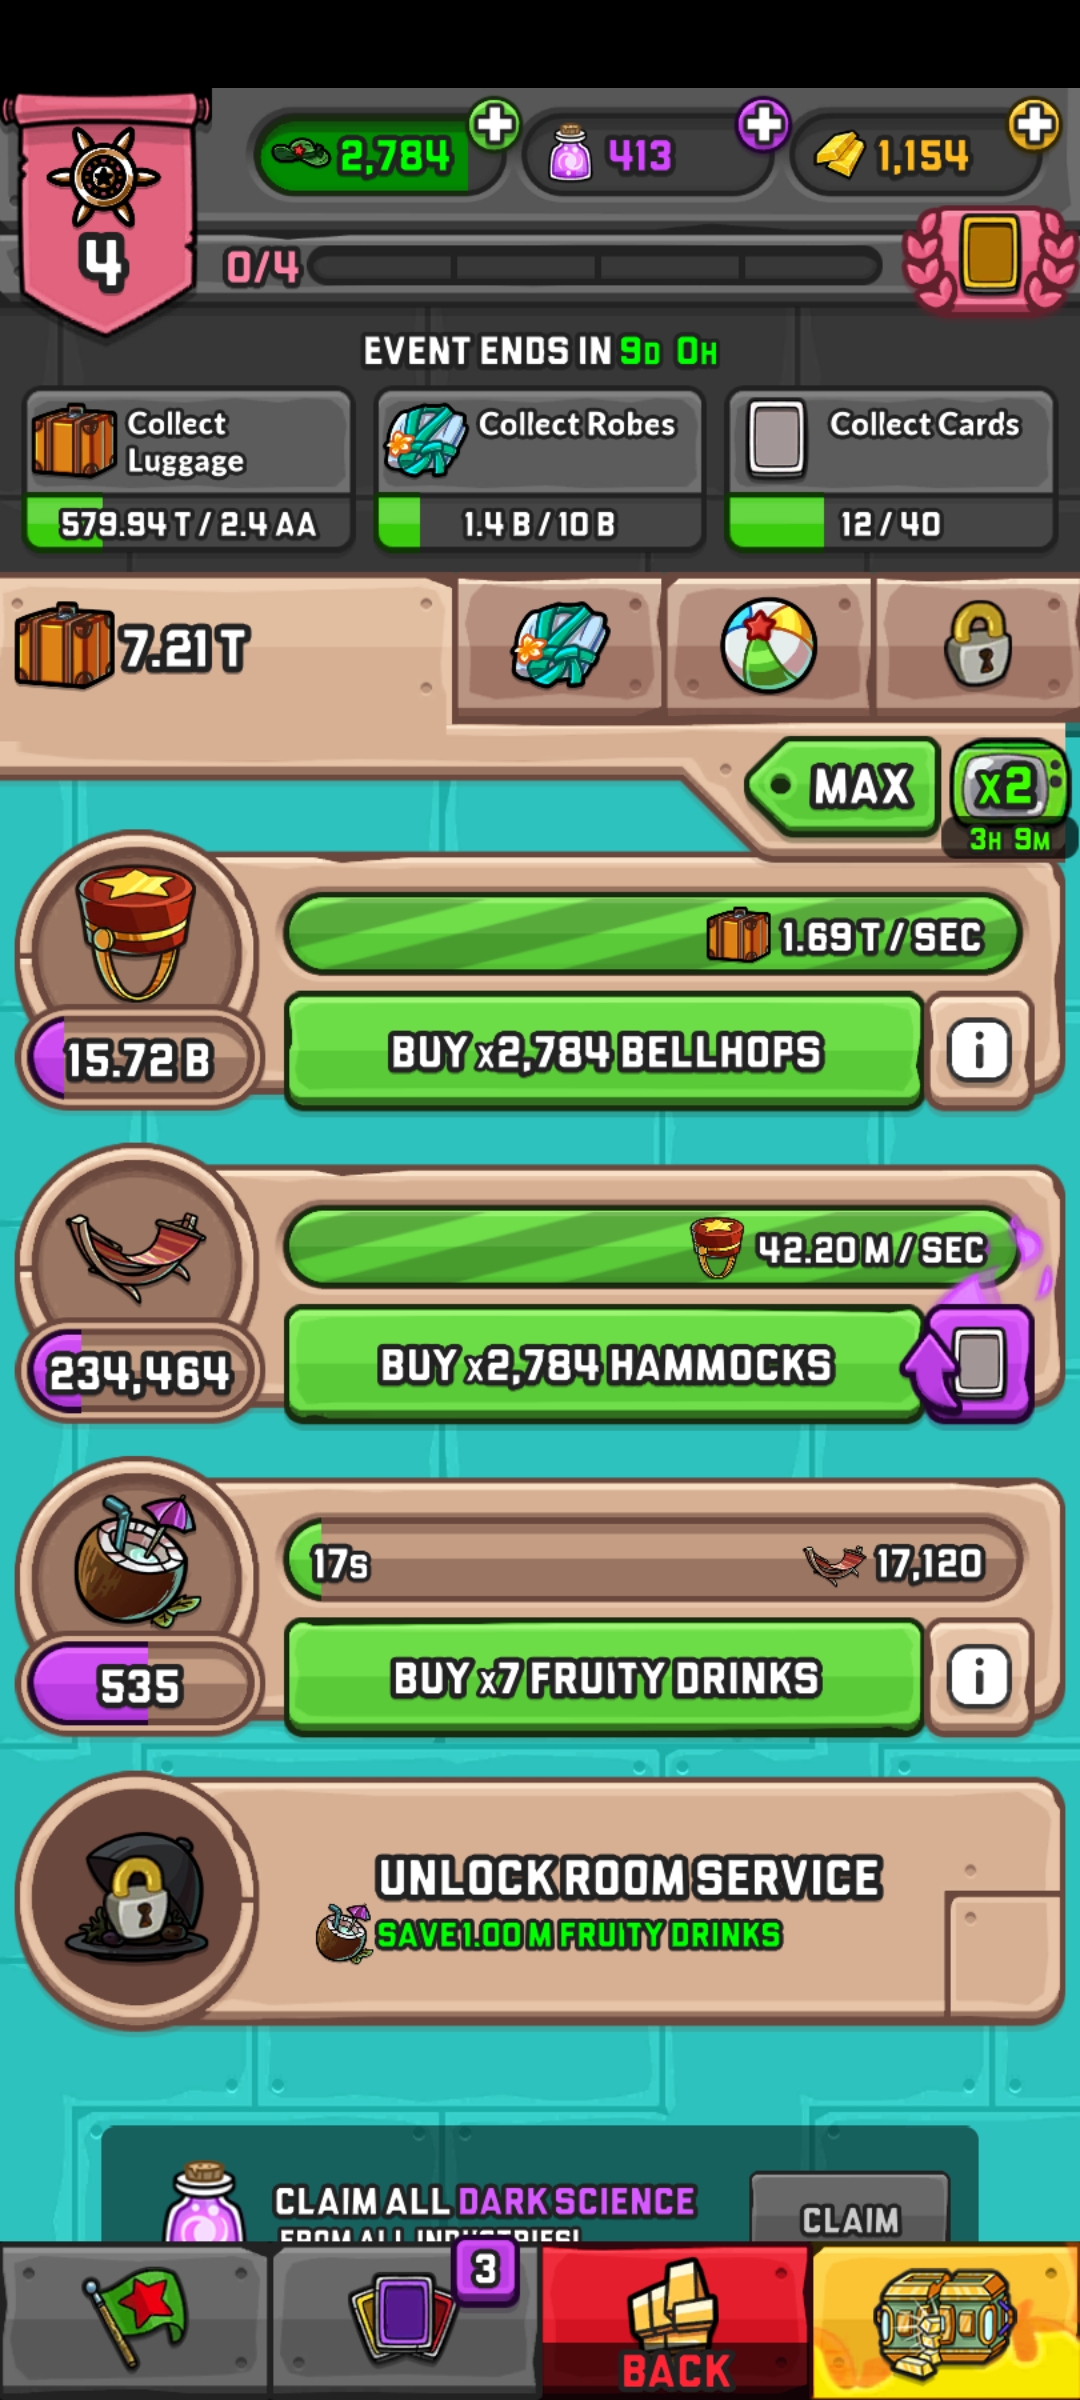 2,784
413
1,154
4
0/4
EVENT ENDS IN 9D 0H
Collect
Luggage
Collect Robes
Collect Cards
579.94 T / 2.4 AA
1.4 B / 10 B
12 / 40
7.21 T
MAX
x2
3H 9M
1.69 T / SEC
BUY x2,784 BELLHOPS
i
15.72 B
42.20 M / SEC
BUY x2,784 HAMMOCKS
234,464
17s
17,120
BUY x7 FRUITY DRINKS
i
535
UNLOCK ROOM SERVICE
SAVE 1.00 M FRUITY DRINKS
CLAIM ALL DARK SCIENCE
FROM ALL INDUSTRIES!
CLAIM
3
BACK